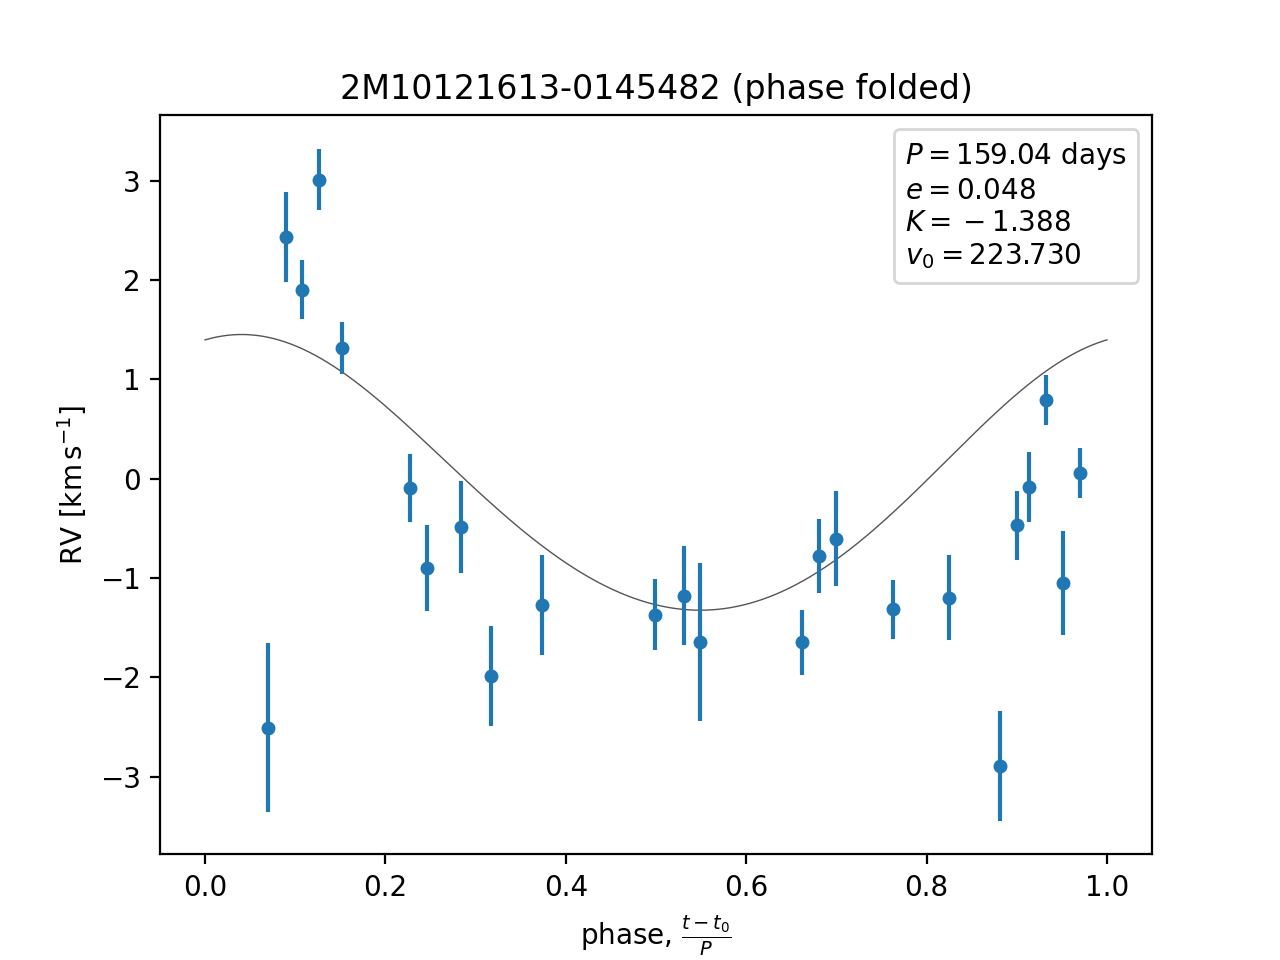 2M10121613-0145482 (phase folded)
P = 159.04 days
e = 0.048
K = −1.388
v₀ = 223.730
RV [km s⁻¹]
3
2
1
0
−1
−2
−3
0.0 0.2 0.4 0.6 0.8 1.0
phase, (t − t₀)/P